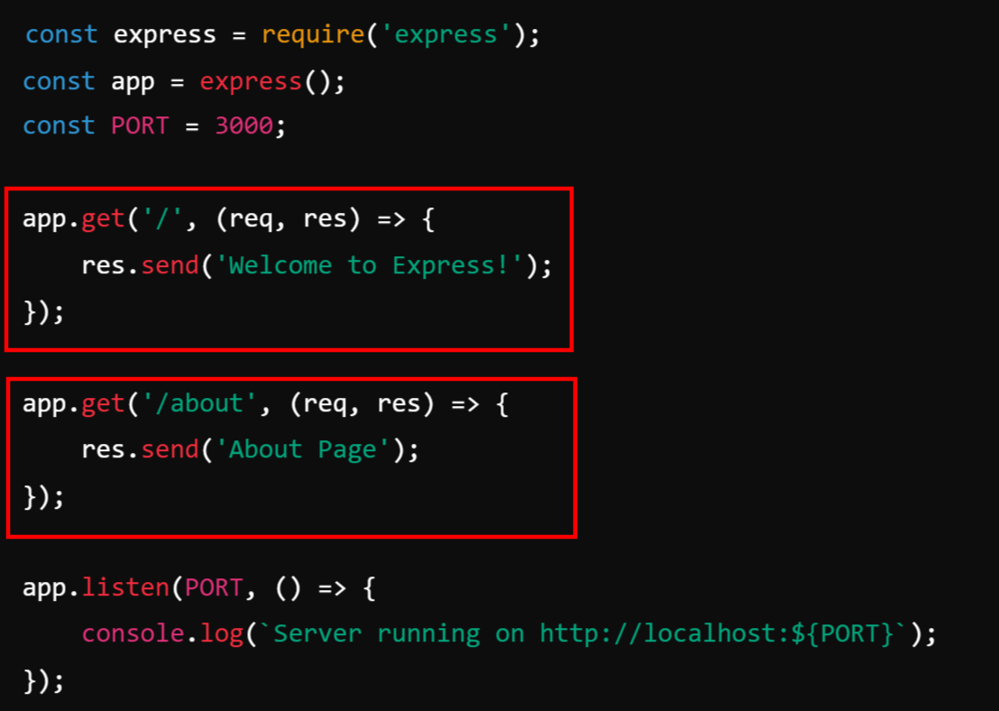 const express = require('express');
const app = express();
const PORT = 3000;
app.get('/', (req, res) => {
    res.send('Welcome to Express!');
});
app.get('/about', (req, res) => {
    res.send('About Page');
});
app.listen(PORT, () => {
    console.log(`Server running on http://localhost:${PORT}`);
});